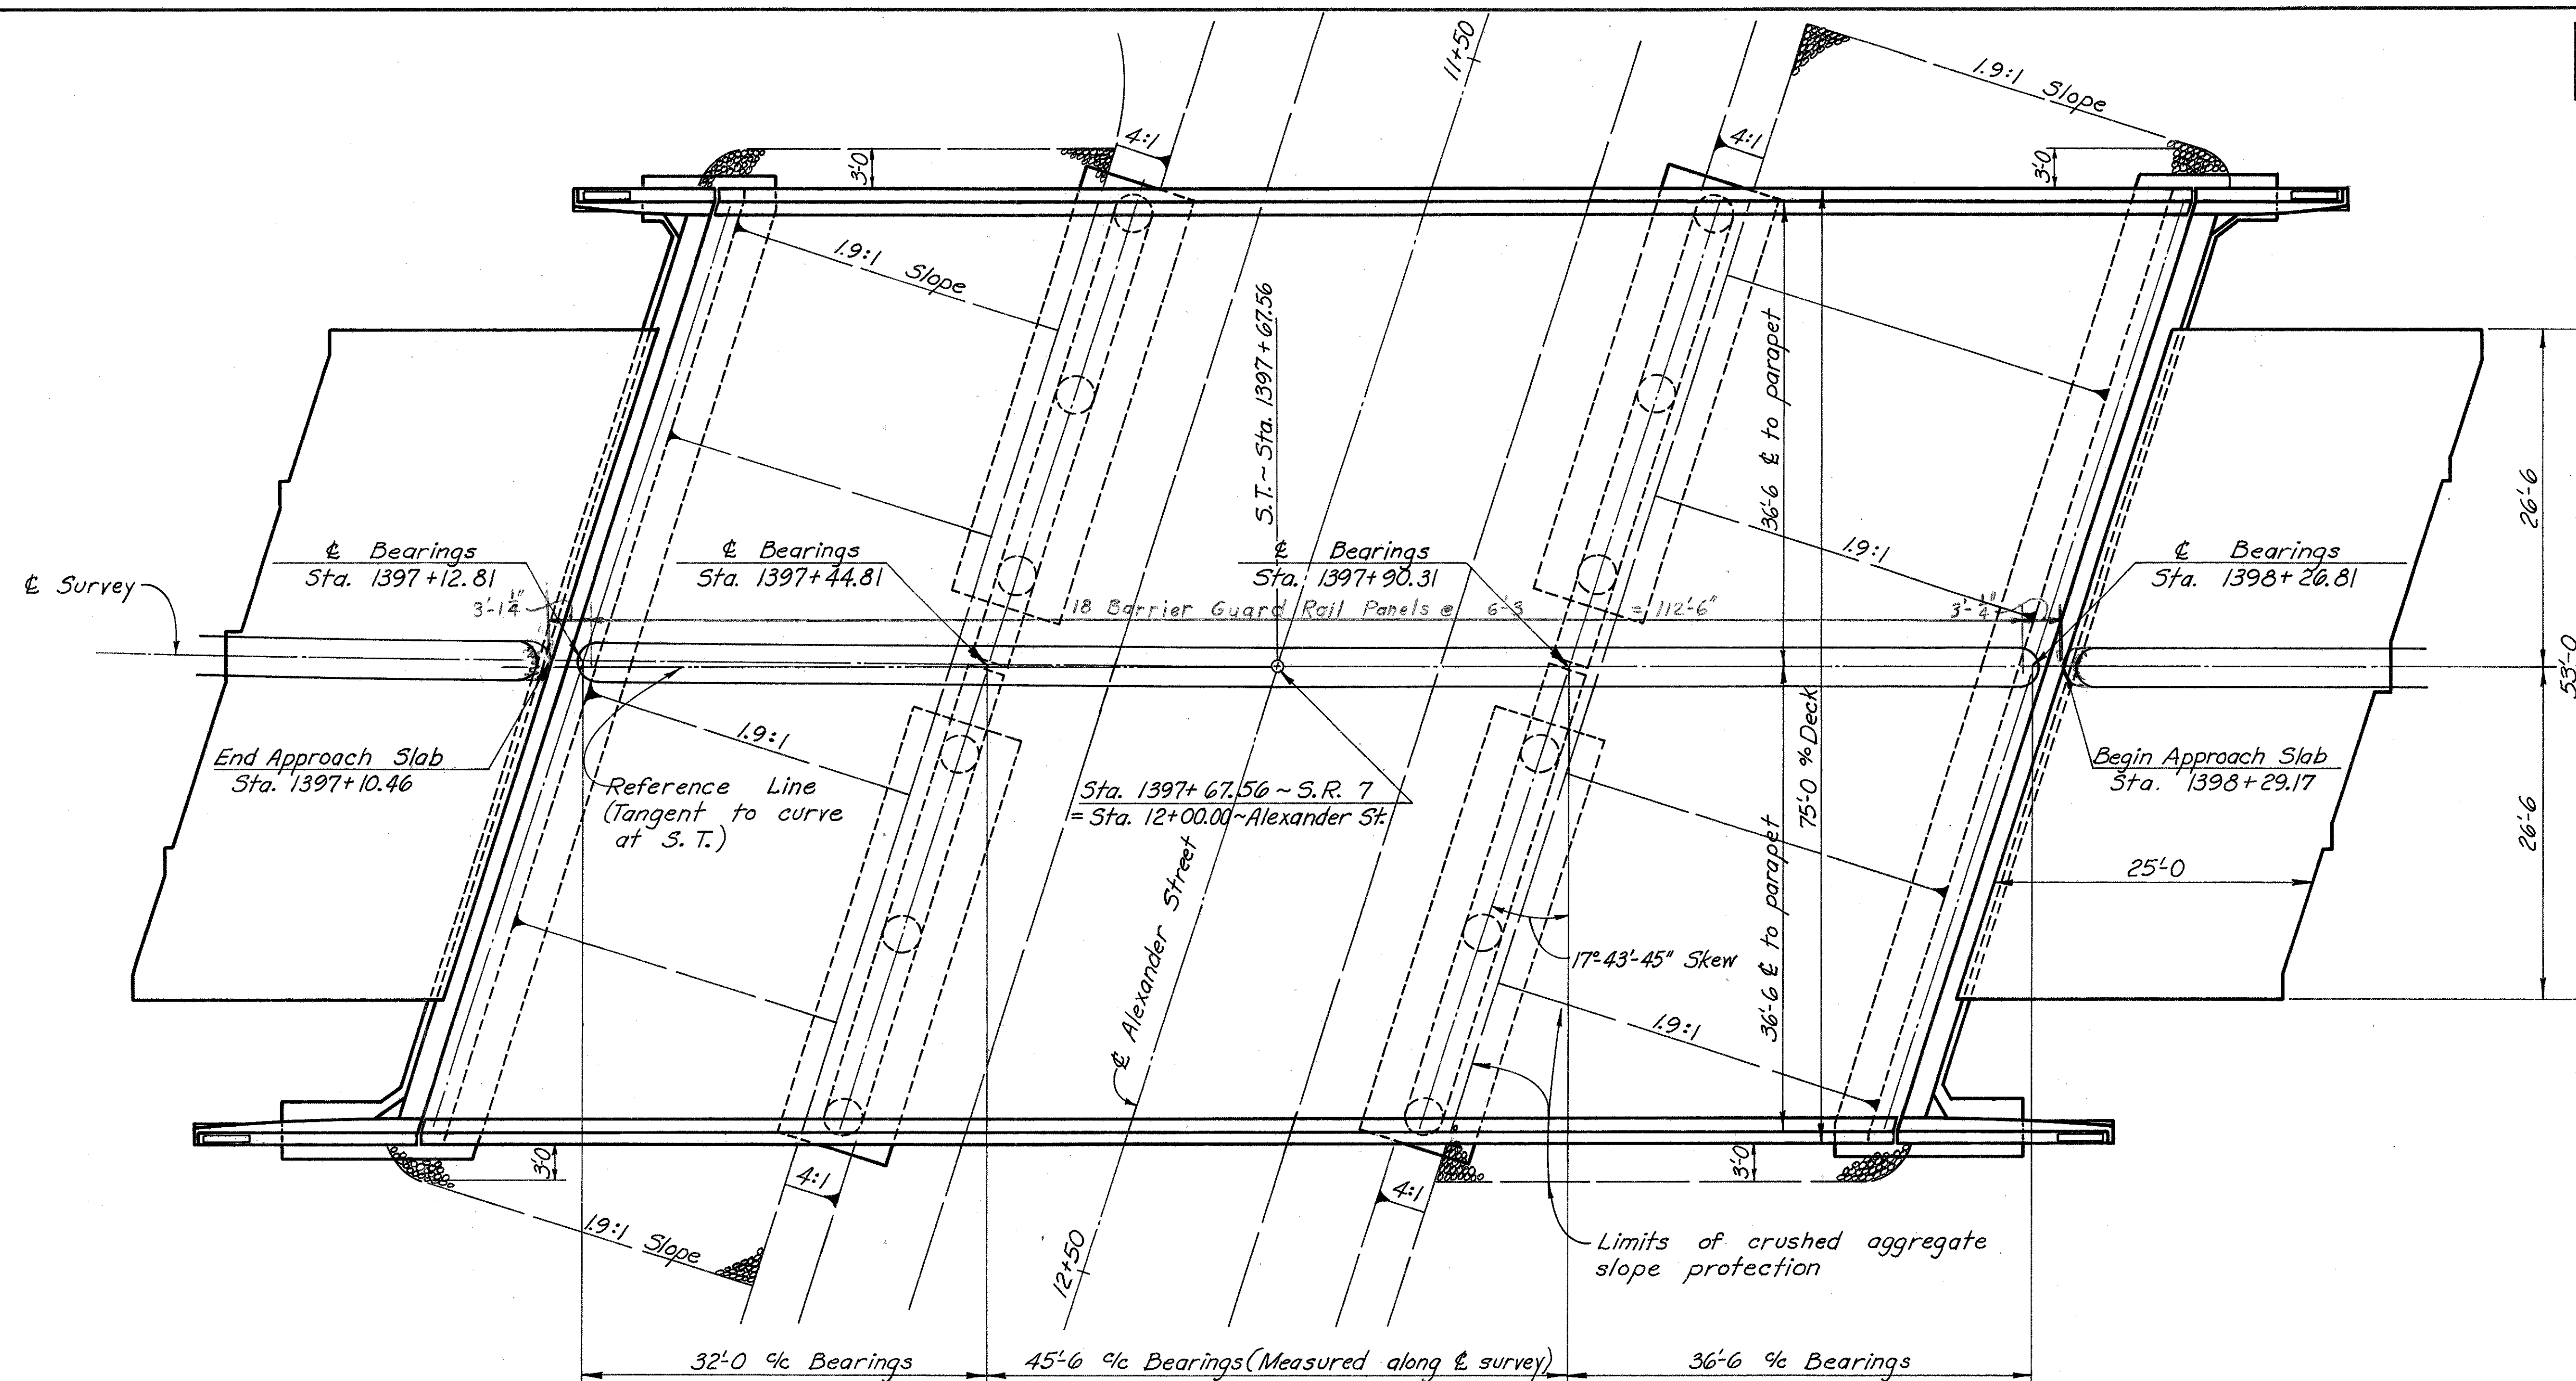 11+50
1.9:1 Slope
4:1
4:1
3'-0
3'-0
1.9:1 Slope
S.T.~ Sta. 1397+67.56
36'-6 ℄ to parapet
75'-0 o/o Deck
26'-6
53'-0
℄ Bearings
Sta. 1397+12.81
℄ Bearings
Sta. 1397+44.81
℄ Bearings
Sta. 1397+90.31
1.9:1
℄ Bearings
Sta. 1398+26.81
℄ Survey
3'-1¼"
18 Barrier Guard Rail Panels @ 6'-3 = 112'-6"
3'-¼"
1.9:1
End Approach Slab
Sta. 1397+10.46
Reference Line
(Tangent to curve
at S.T.)
Sta. 1397+67.56 ~ S.R. 7
= Sta. 12+00.00~Alexander St.
Begin Approach Slab
Sta. 1398+29.17
26'-6
25'-0
℄ Alexander Street
36'-6 ℄ to parapet
17°-43'-45" Skew
1.9:1
3'-0
4:1
4:1
3'-0
1.9:1 Slope
12+50
Limits of crushed aggregate
slope protection
32'-0 c/c Bearings
45'-6 c/c Bearings (Measured along ℄ survey)
36'-6 c/c Bearings